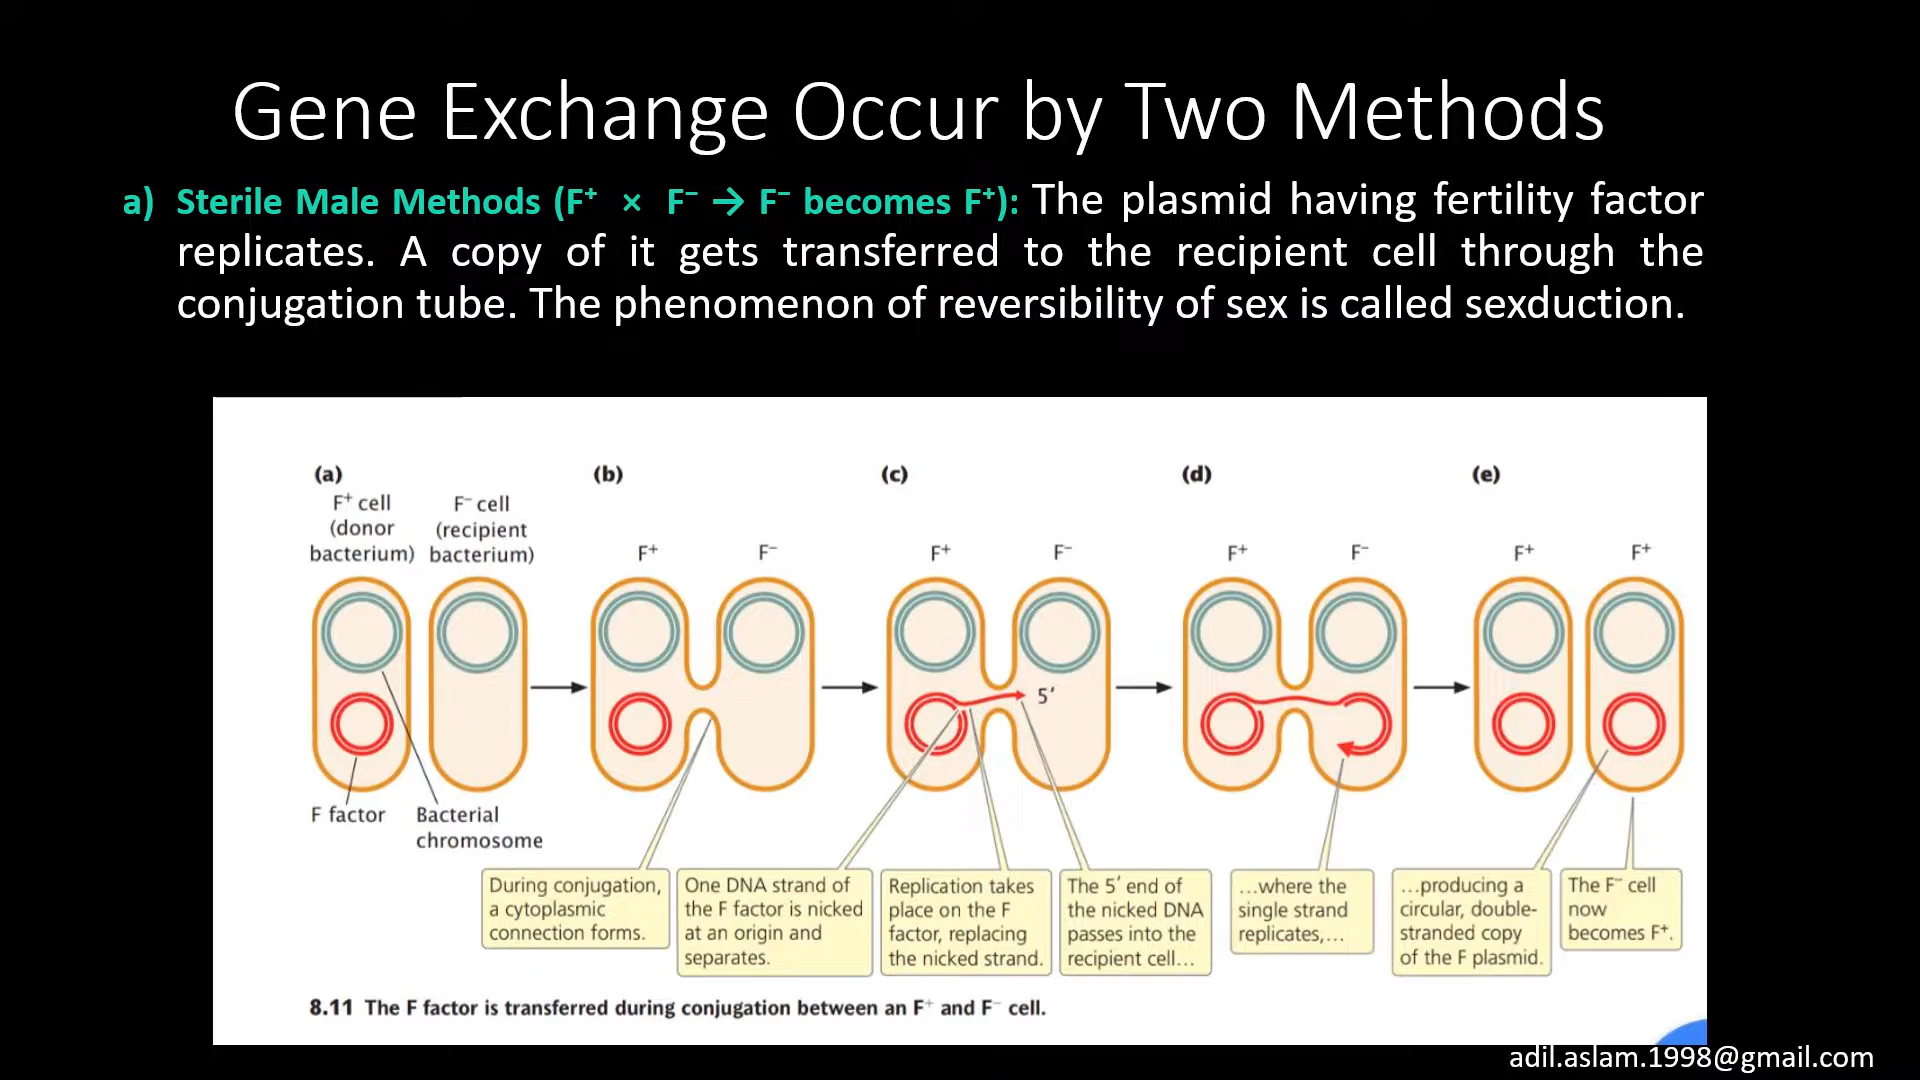 Gene Exchange Occur by Two Methods
a) Sterile Male Methods (F⁺ × F⁻ → F⁻ becomes F⁺): The plasmid having fertility factor
replicates. A copy of it gets transferred to the recipient cell through the
conjugation tube. The phenomenon of reversibility of sex is called sexduction.
(a)
F⁺ cell
(donor
bacterium)
F⁻ cell
(recipient
bacterium)
F factor
Bacterial
chromosome
(b)
F⁺ F⁻
(c)
F⁺ F⁻
5′
(d)
F⁺ F⁻
(e)
F⁺ F⁺
During conjugation,
a cytoplasmic
connection forms.
One DNA strand of
the F factor is nicked
at an origin and
separates.
Replication takes
place on the F
factor, replacing
the nicked strand.
The 5′ end of
the nicked DNA
passes into the
recipient cell…
…where the
single strand
replicates,…
…producing a
circular, double-
stranded copy
of the F plasmid.
The F⁻ cell
now
becomes F⁺.
8.11 The F factor is transferred during conjugation between an F⁺ and F⁻ cell.
adil.aslam.1998@gmail.com